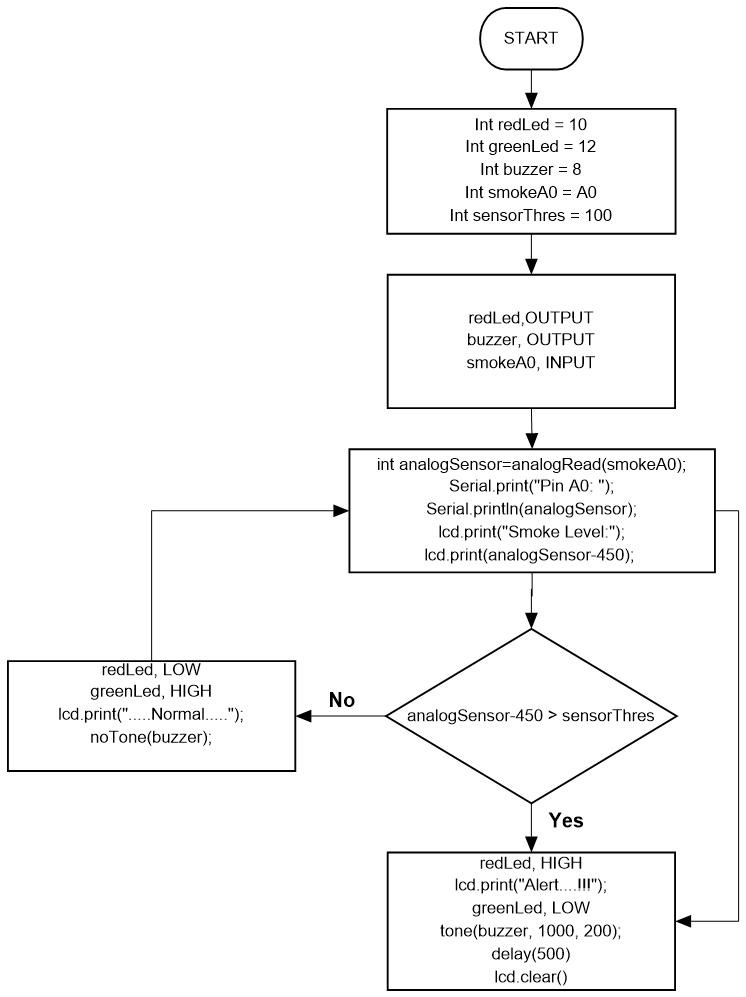 START
Int redLed = 10
Int greenLed = 12
Int buzzer = 8
Int smokeA0 = A0
Int sensorThres = 100
redLed,OUTPUT
buzzer, OUTPUT
smokeA0, INPUT
int analogSensor=analogRead(smokeA0);
Serial.print("Pin A0: ");
Serial.println(analogSensor);
lcd.print("Smoke Level:");
lcd.print(analogSensor-450);
analogSensor-450 > sensorThres
No
redLed, LOW
greenLed, HIGH
lcd.print(".....Normal.....");
noTone(buzzer);
Yes
redLed, HIGH
lcd.print("Alert....!!!");
greenLed, LOW
tone(buzzer, 1000, 200);
delay(500)
lcd.clear()